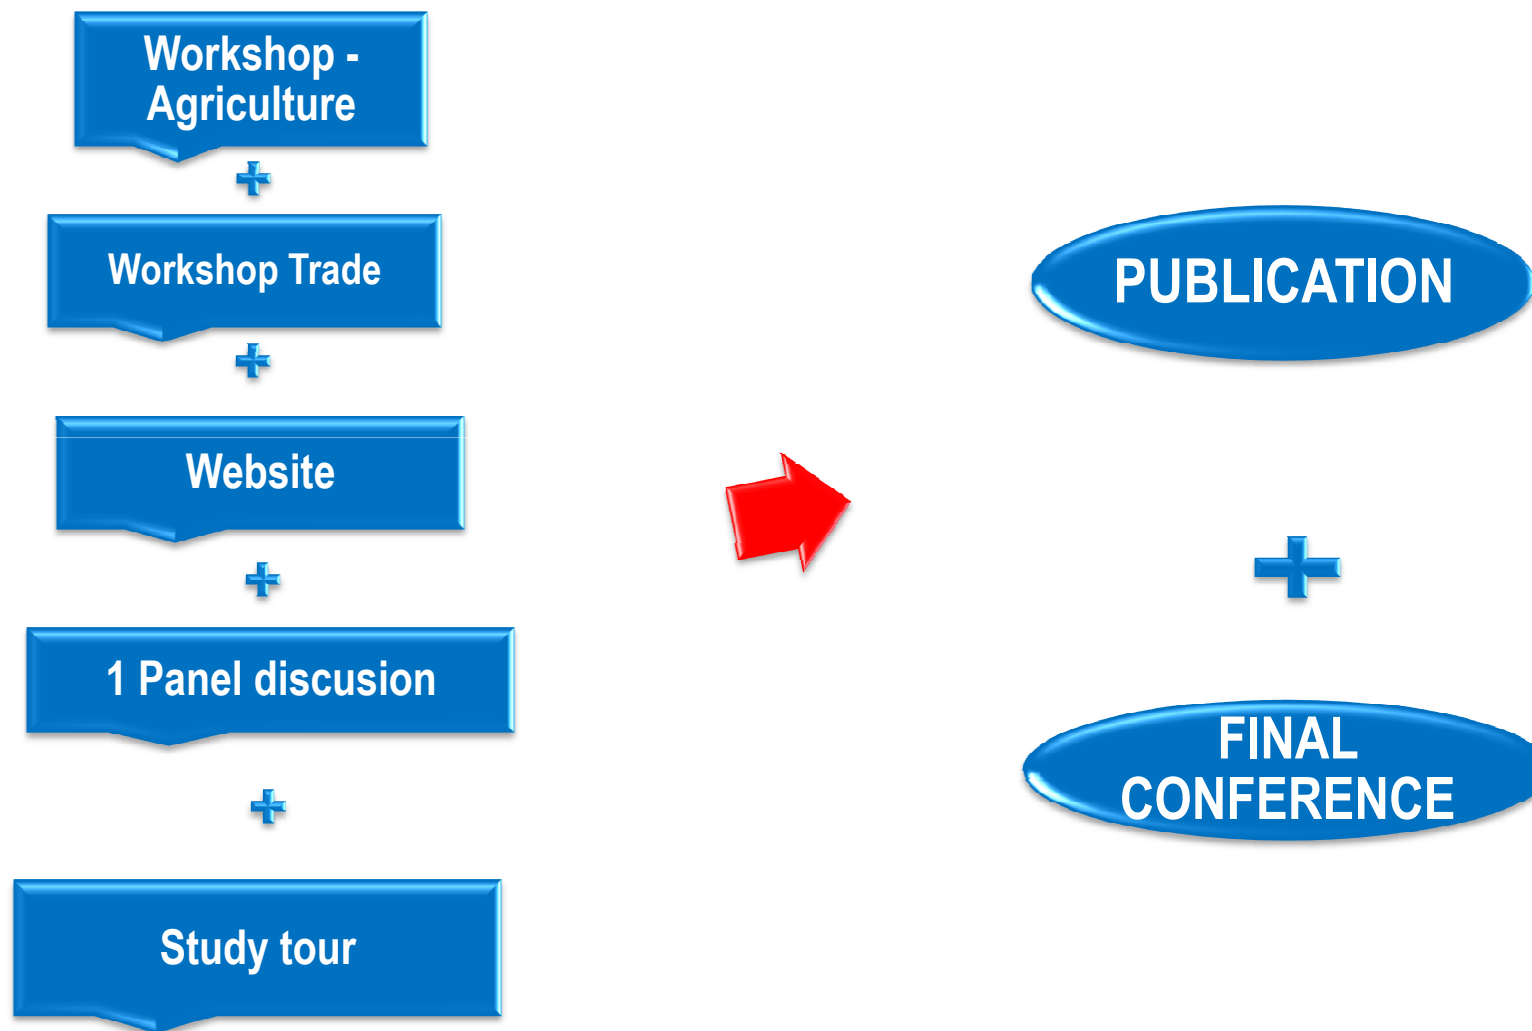 Workshop -
Agriculture
Workshop Trade
Website
1 Panel discusion
Study tour
PUBLICATION
FINAL
CONFERENCE